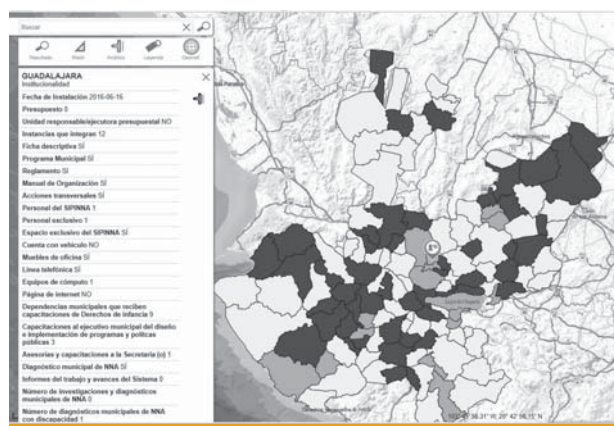 Buscar
Resultado Medir Análisis Leyenda
GUADALAJARA
Institucionalidad
Fecha de Instalación 2016-06-16
Presupuesto 0
Unidad responsable/ejecutora presupuestal NO
Instancias que integran 12
Ficha descriptiva SÍ
Programa Municipal SÍ
Reglamento SÍ
Manual de Organización SÍ
Acciones transversales SÍ
Personal del SIPINNA 1
Personal exclusivo 1
Espacio exclusivo del SIPINNA SÍ
Cuenta con vehículo NO
Muebles de oficina SÍ
Línea telefónica SÍ
Equipos de cómputo 1
Página de internet NO
Dependencias municipales que reciben
capacitaciones de Derechos de infancia 9
Capacitaciones al ejecutivo municipal del diseño
e implementación de programas y políticas
públicas 3
Asesorías y capacitaciones a la Secretaría (o) 1
Diagnóstico municipal de NNA SÍ
Informes del trabajo y avances del Sistema 0
Número de investigaciones y diagnósticos
municipales de NNA 0
Número de diagnósticos municipales de NNA
con discapacidad 1